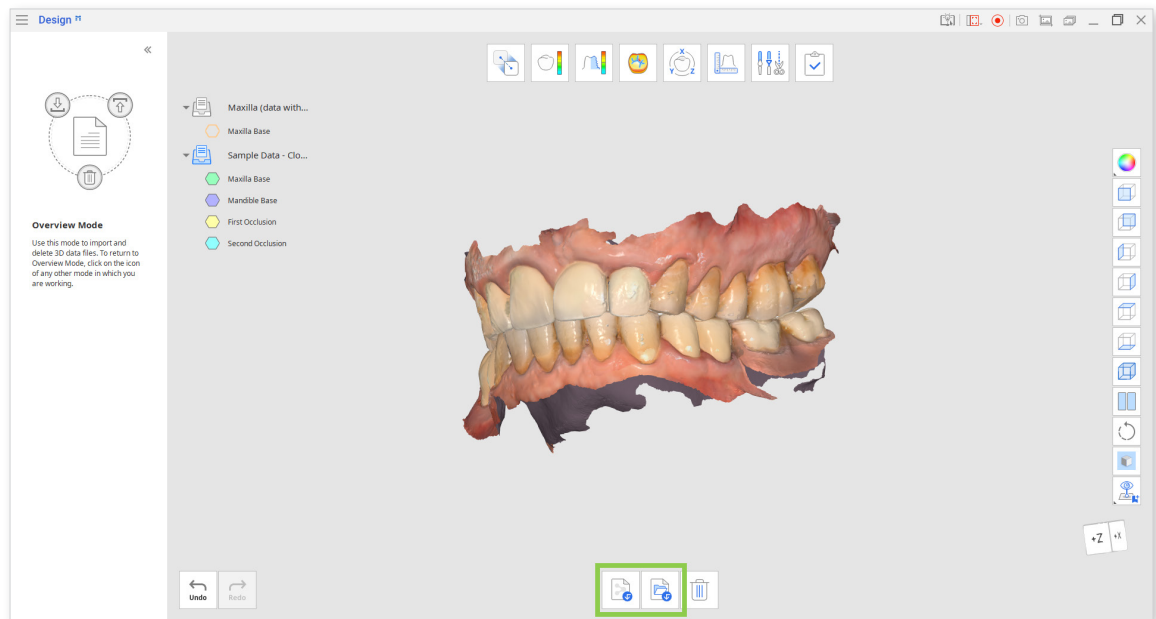 Design
Maxilla (data with...
Maxilla Base
Sample Data - Clo...
Maxilla Base
Mandible Base
First Occlusion
Second Occlusion
Overview Mode
Use this mode to import and
delete 3D data files. To return to
Overview Mode, click on the icon
of any other mode in which you
are working.
X
Y
Z
+Z
+X
Undo
Redo